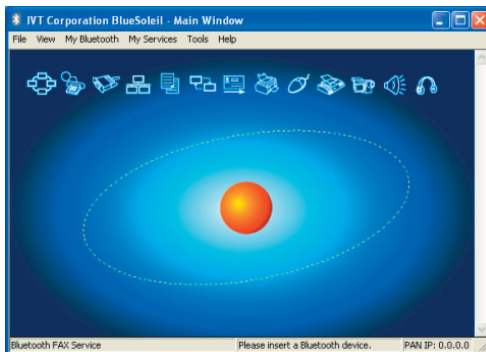 IVT Corporation BlueSoleil - Main Window
File View My Bluetooth My Services Tools Help
Bluetooth FAX Service Please insert a Bluetooth device. PAN IP: 0.0.0.0